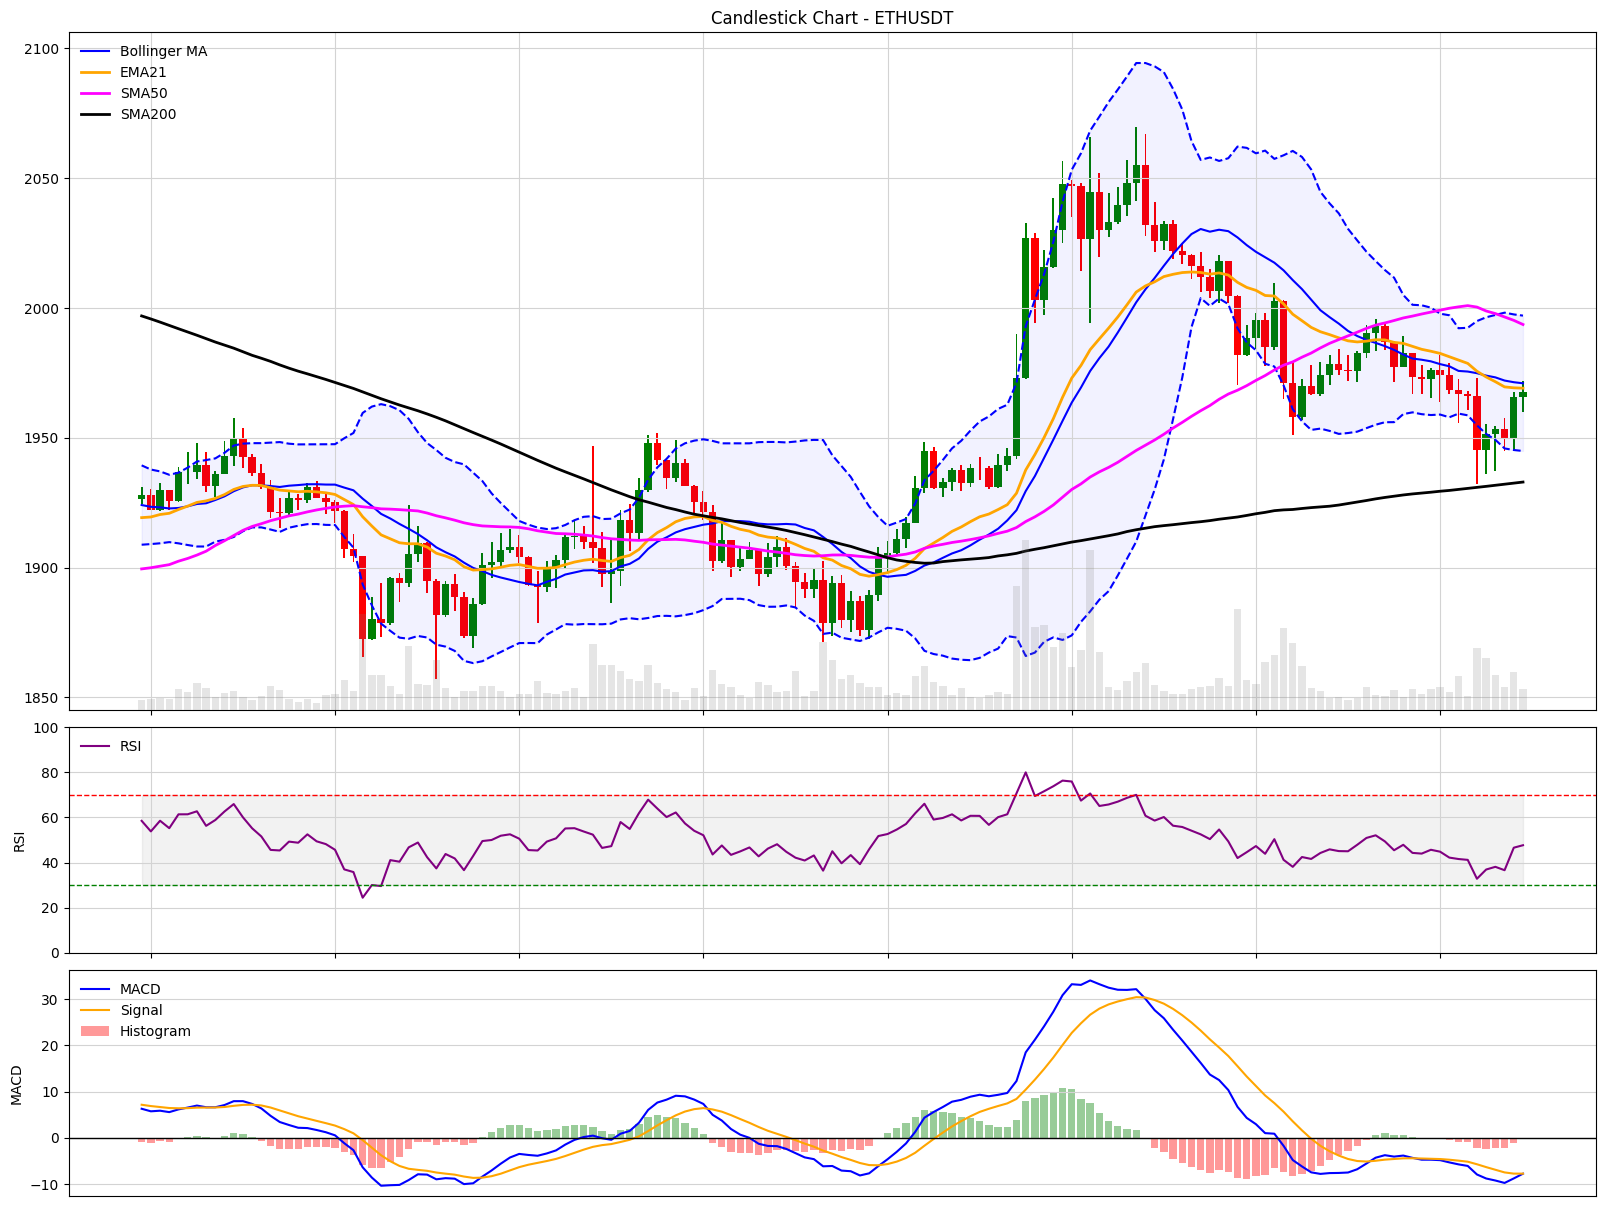 Candlestick Chart - ETHUSDT
Bollinger MA
EMA21
SMA50
SMA200
2100
2050
2000
1950
1900
1850
RSI
100
80
60
40
20
0
RSI
MACD
Signal
Histogram
30
20
10
0
−10
MACD